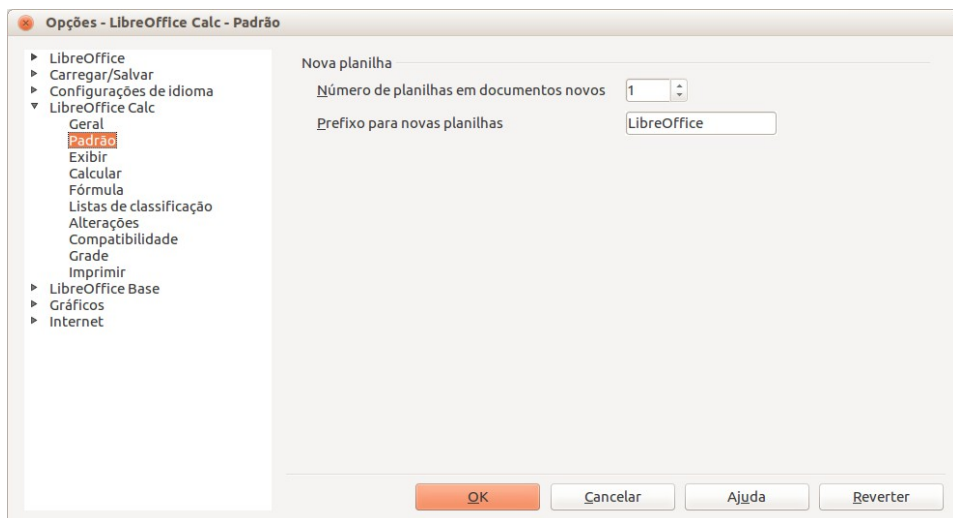 Opções - LibreOffice Calc - Padrão
LibreOffice
Carregar/Salvar
Configurações de idioma
LibreOffice Calc
Geral
Padrão
Exibir
Calcular
Fórmula
Listas de classificação
Alterações
Compatibilidade
Grade
Imprimir
LibreOffice Base
Gráficos
Internet
Nova planilha
Número de planilhas em documentos novos 1
Prefixo para novas planilhas LibreOffice
OK Cancelar Ajuda Reverter